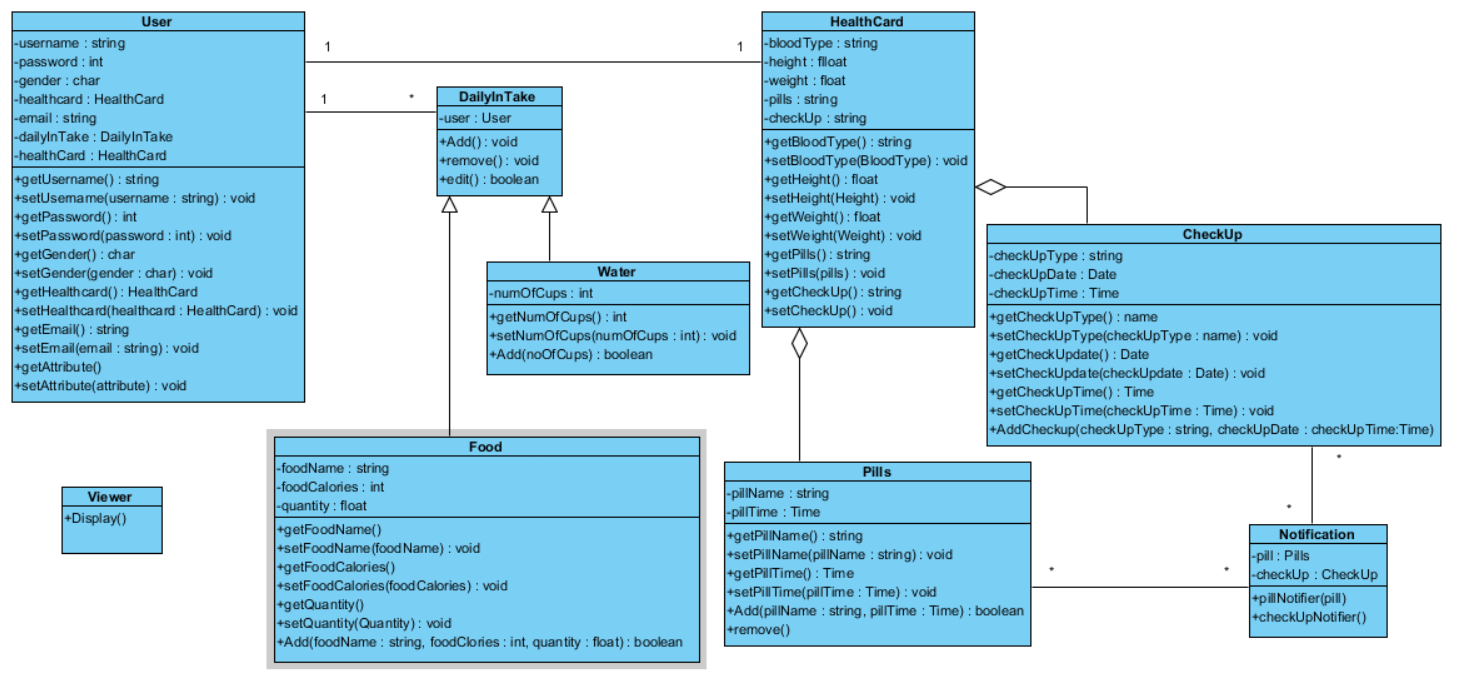 User
-username : string
-password : int
-gender : char
-healthcard : HealthCard
-email : string
-dailyInTake : DailyInTake
-healthCard : HealthCard
+getUsername() : string
+setUsername(username : string) : void
+getPassword() : int
+setPassword(password : int) : void
+getGender() : char
+setGender(gender : char) : void
+getHealthcard() : HealthCard
+setHealthcard(healthcard : HealthCard) : void
+getEmail() : string
+setEmail(email : string) : void
+getAttribute()
+setAttribute(attribute) : void
1
1
1
*
DailyInTake
-user : User
+Add() : void
+remove() : void
+edit() : boolean
HealthCard
-bloodType : string
-height : flloat
-weight : float
-pills : string
-checkUp : string
+getBloodType() : string
+setBloodType(BloodType) : void
+getHeight() : float
+setHeight(Height) : void
+getWeight() : float
+setWeight(Weight) : void
+getPills() : string
+setPills(pills) : void
+getCheckUp() : string
+setCheckUp() : void
Water
-numOfCups : int
+getNumOfCups() : int
+setNumOfCups(numOfCups : int) : void
+Add(noOfCups) : boolean
CheckUp
-checkUpType : string
-checkUpDate : Date
-checkUpTime : Time
+getCheckUpType() : name
+setCheckUpType(checkUpType : name) : void
+getCheckUpdate() : Date
+setCheckUpdate(checkUpdate : Date) : void
+getCheckUpTime() : Time
+setCheckUpTime(checkUpTime : Time) : void
+AddCheckup(checkUpType : string, checkUpDate : checkUpTime:Time)
Viewer
+Display()
Food
-foodName : string
-foodCalories : int
-quantity : float
+getFoodName()
+setFoodName(foodName) : void
+getFoodCalories()
+setFoodCalories(foodCalories) : void
+getQuantity()
+setQuantity(Quantity) : void
+Add(foodName : string, foodClories : int, quantity : float) : boolean
Pills
-pillName : string
-pillTime : Time
+getPillName() : string
+setPillName(pillName : string) : void
+getPillTime() : Time
+setPillTime(pillTime : Time) : void
+Add(pillName : string, pillTime : Time) : boolean
+remove()
*
*
*
*
Notification
-pill : Pills
-checkUp : CheckUp
+pillNotifier(pill)
+checkUpNotifier()